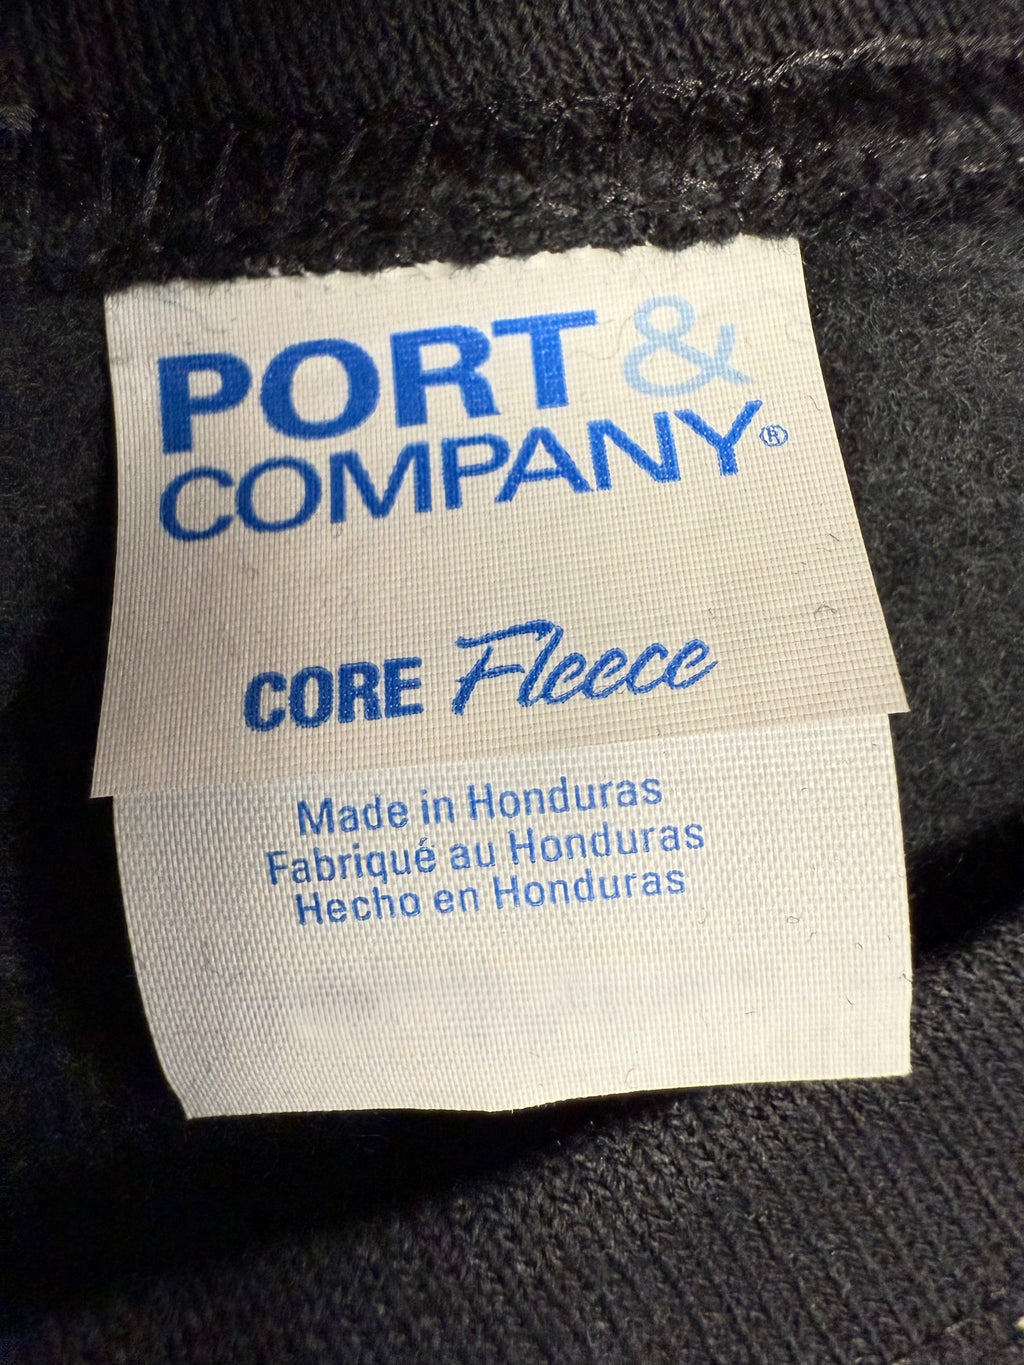 PORT &
COMPANY®
CORE Fleece
Made in Honduras
Fabriqué au Honduras
Hecho en Honduras